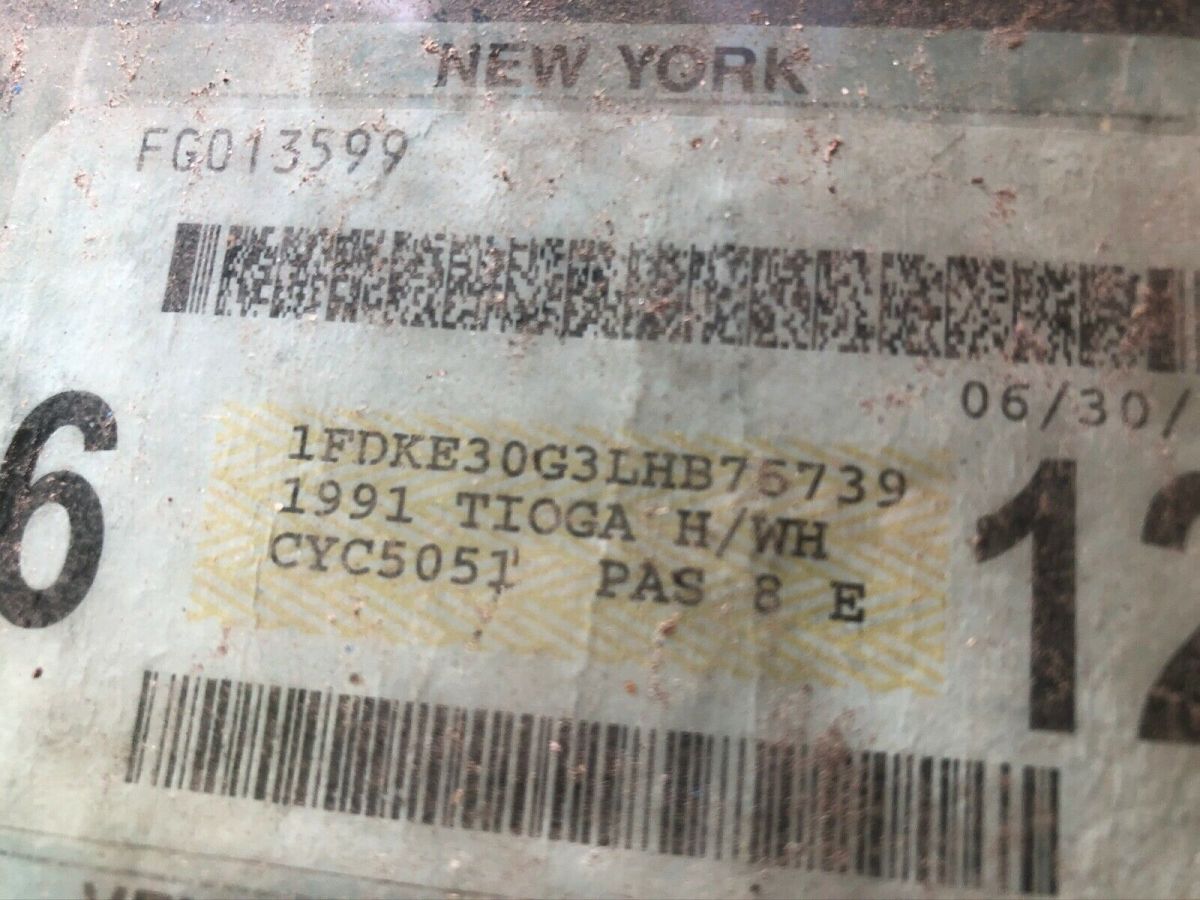 NEW YORK
FG013599
06/30/
6
1FDKE30G3LHB75739
1991 TIOGA H/WH
CYC5051 PAS 8 E
12